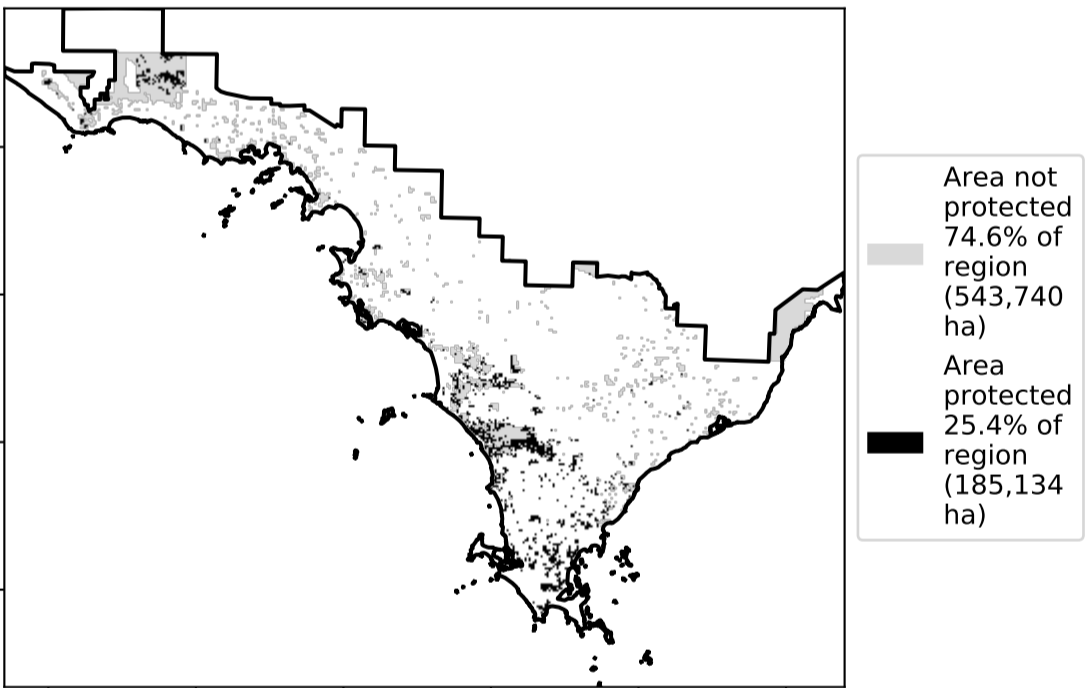 Area not
protected
74.6% of
region
(543,740
ha)
Area
protected
25.4% of
region
(185,134
ha)